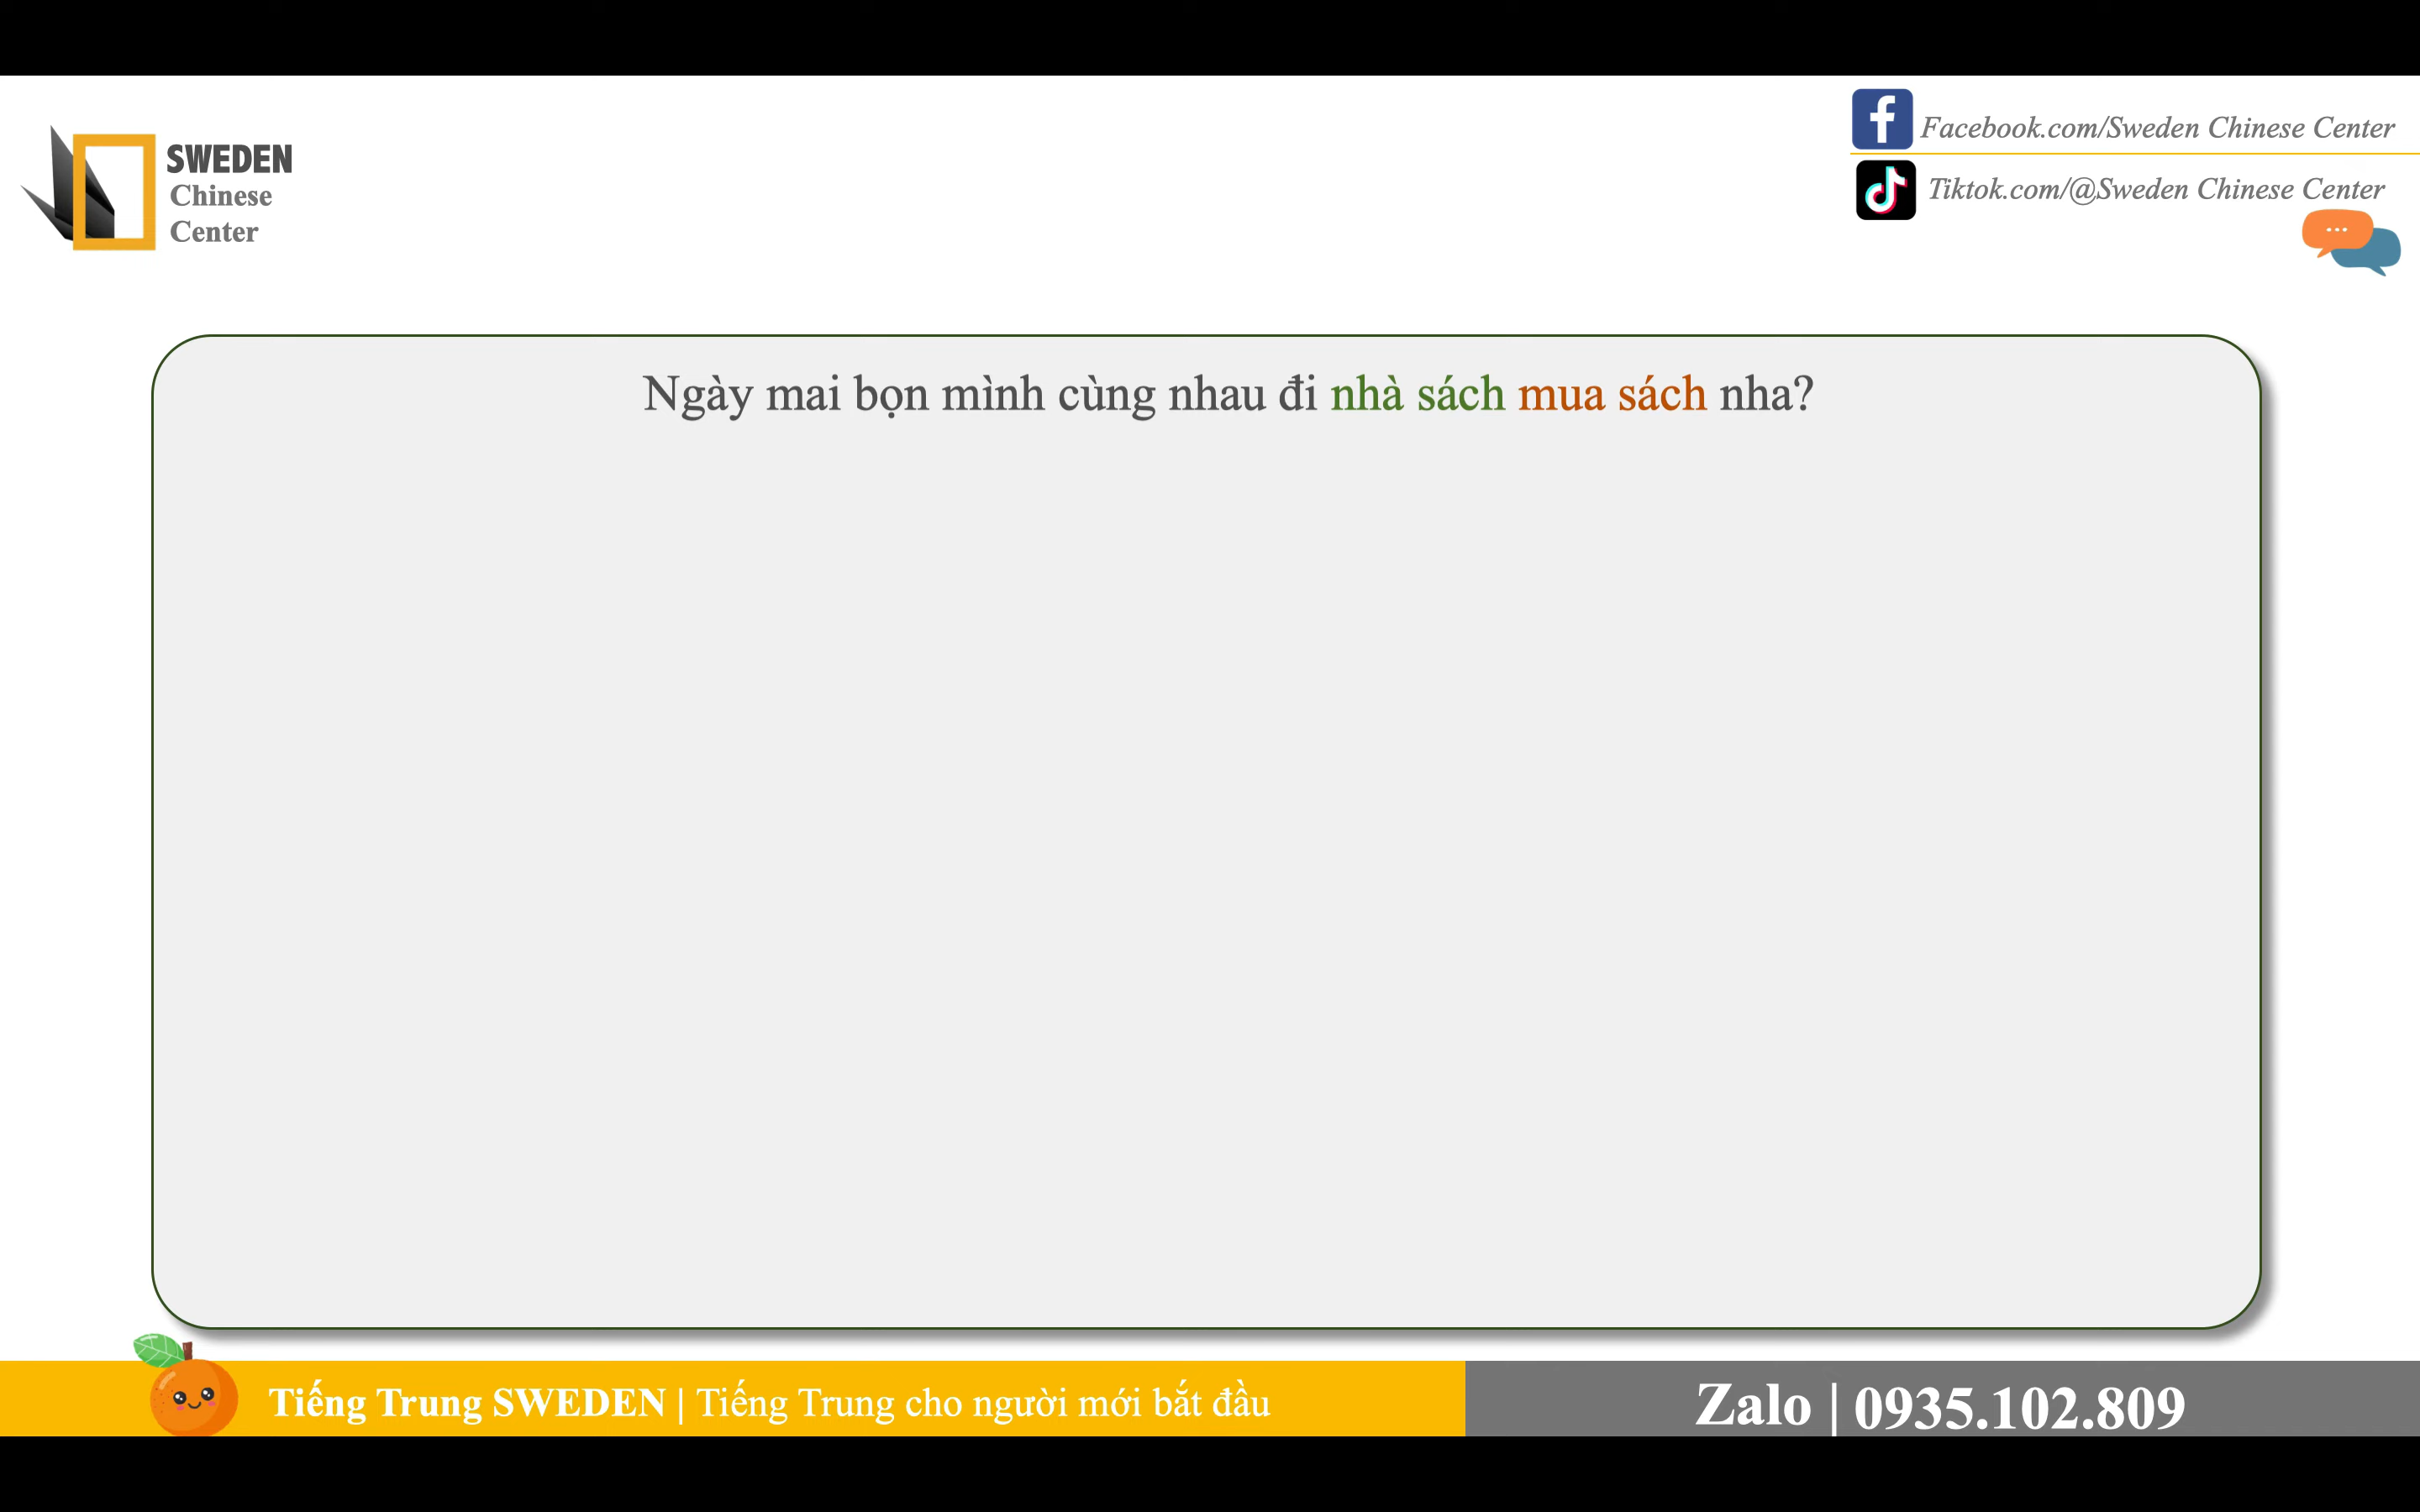 SWEDEN
Chinese
Center
Facebook.com/Sweden Chinese Center
Tiktok.com/@Sweden Chinese Center
Ngày mai bọn mình cùng nhau đi nhà sách mua sách nha?
Tiếng Trung SWEDEN | Tiếng Trung cho người mới bắt đầu
Zalo | 0935.102.809